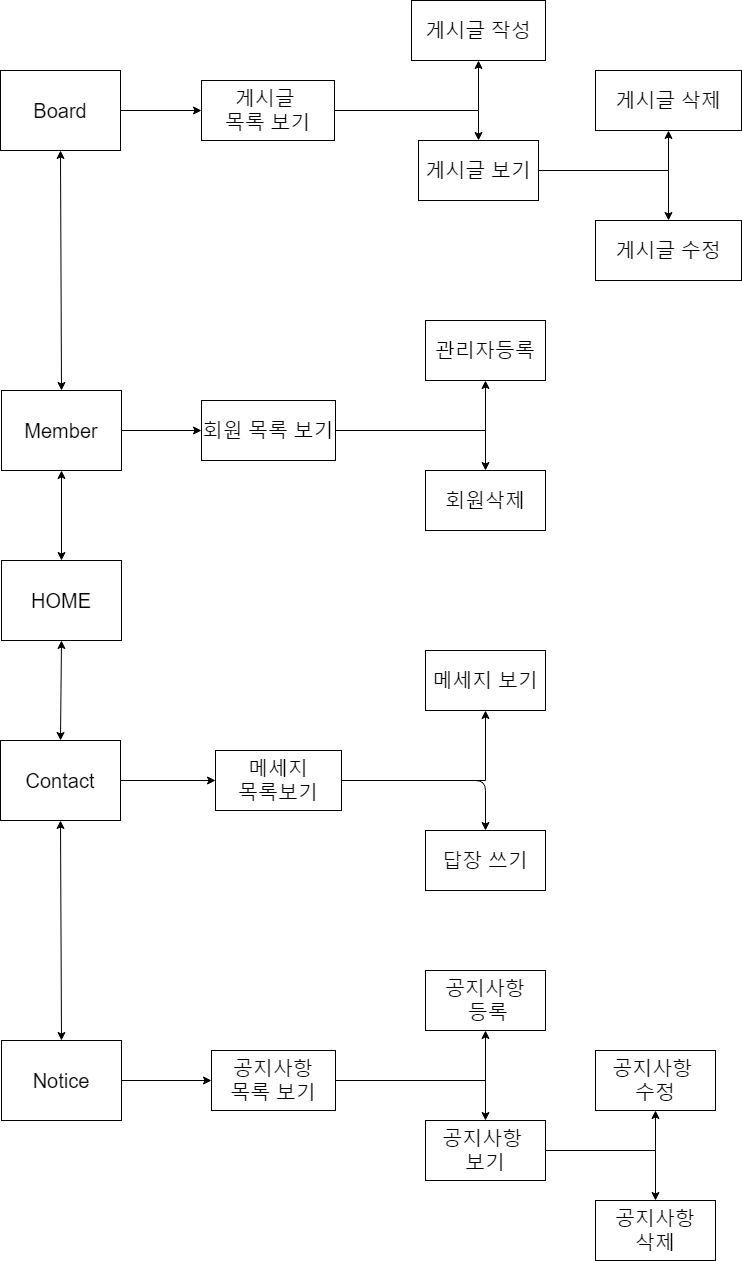 게시글 작성
Board
게시글
목록 보기
게시글 삭제
게시글 보기
게시글 수정
관리자등록
Member
회원 목록 보기
회원삭제
HOME
메세지 보기
Contact
메세지
목록보기
답장 쓰기
공지사항
등록
Notice
공지사항
목록 보기
공지사항
수정
공지사항
보기
공지사항
삭제